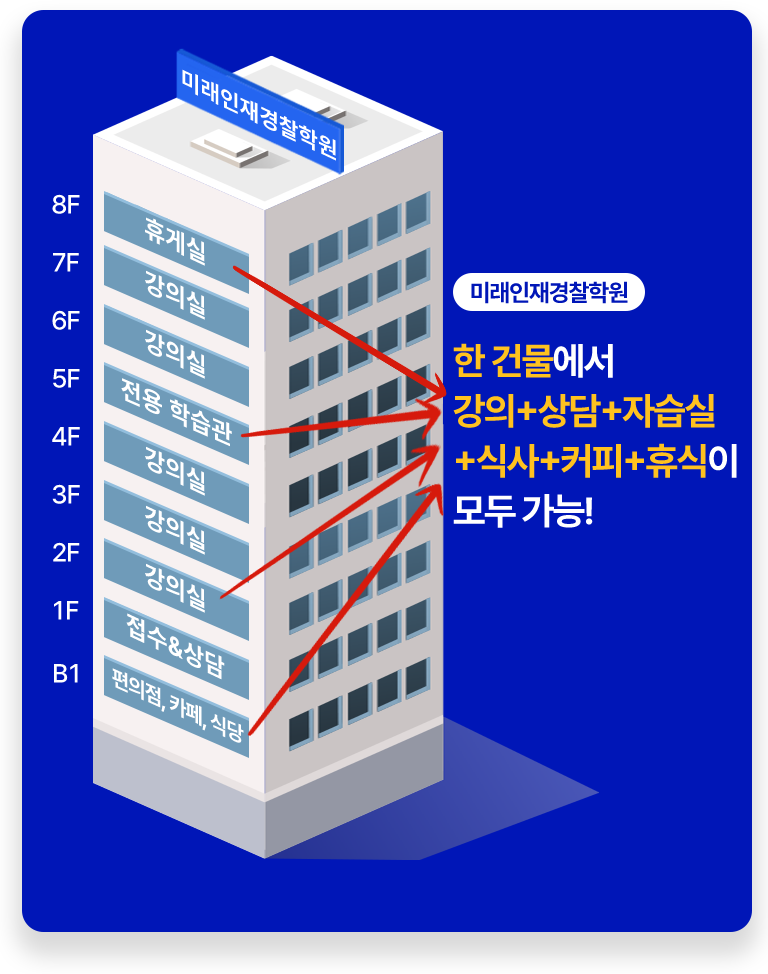 미래인재경찰학원
8F
휴게실
7F
강의실
6F
강의실
5F
전용 학습관
4F
강의실
3F
강의실
2F
강의실
1F
접수&상담
B1
편의점, 카페, 식당
미래인재경찰학원
한 건물에서
강의+상담+자습실
+식사+커피+휴식이
모두 가능!